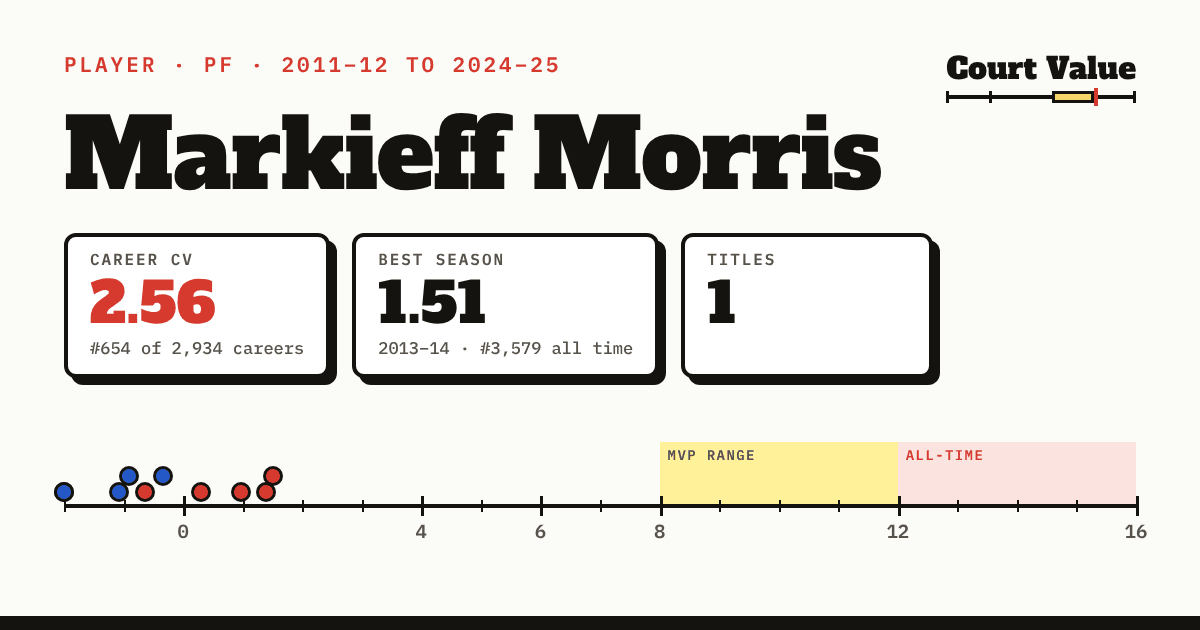 PLAYER · PF · 2011–12 TO 2024–25
Court Value
Markieff Morris
CAREER CV
2.56
#654 of 2,934 careers
BEST SEASON
1.51
2013–14 · #3,579 all time
TITLES
1
MVP RANGE
ALL-TIME
0 4 6 8 12 16